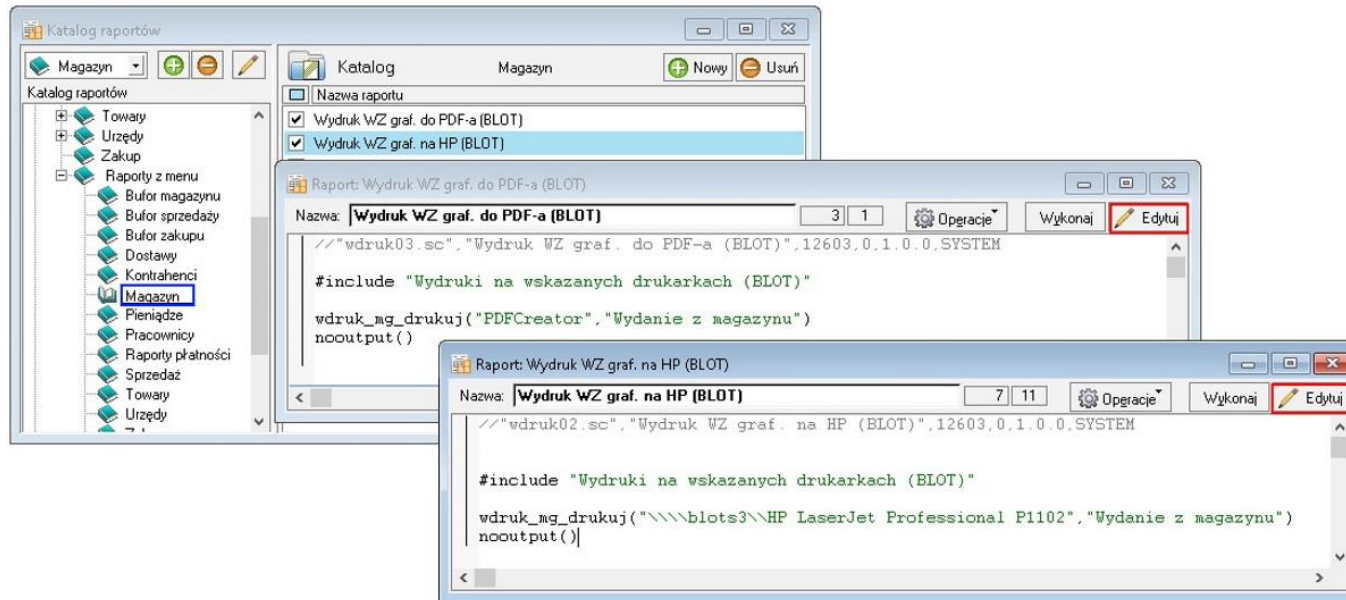 Katalog raportów
Magazyn
Katalog Magazyn Nowy Usuń
Katalog raportów
Nazwa raportu
Towary
Urzędy
Zakup
Raporty z menu
Bufor magazynu
Bufor sprzedaży
Bufor zakupu
Dostawy
Kontrahenci
Magazyn
Pieniądze
Pracownicy
Raporty płatności
Sprzedaż
Towary
Urzędy
Wydruk WZ graf. do PDF-a (BLOT)
Wydruk WZ graf. na HP (BLOT)
Raport: Wydruk WZ graf. do PDF-a (BLOT)
Nazwa: Wydruk WZ graf. do PDF-a (BLOT) 3 1 Operacje Wykonaj Edytuj
//"wdruk03.sc","Wydruk WZ graf. do PDF-a (BLOT)",12603,0,1.0.0,SYSTEM
#include "Wydruki na wskazanych drukarkach (BLOT)"
wdruk_mg_drukuj("PDFCreator","Wydanie z magazynu")
nooutput()
Raport: Wydruk WZ graf. na HP (BLOT)
Nazwa: Wydruk WZ graf. na HP (BLOT) 7 11 Operacje Wykonaj Edytuj
//"wdruk02.sc","Wydruk WZ graf. na HP (BLOT)",12603,0,1.0.0,SYSTEM
#include "Wydruki na wskazanych drukarkach (BLOT)"
wdruk_mg_drukuj("\\\\blots3\\HP LaserJet Professional P1102","Wydanie z magazynu")
nooutput()